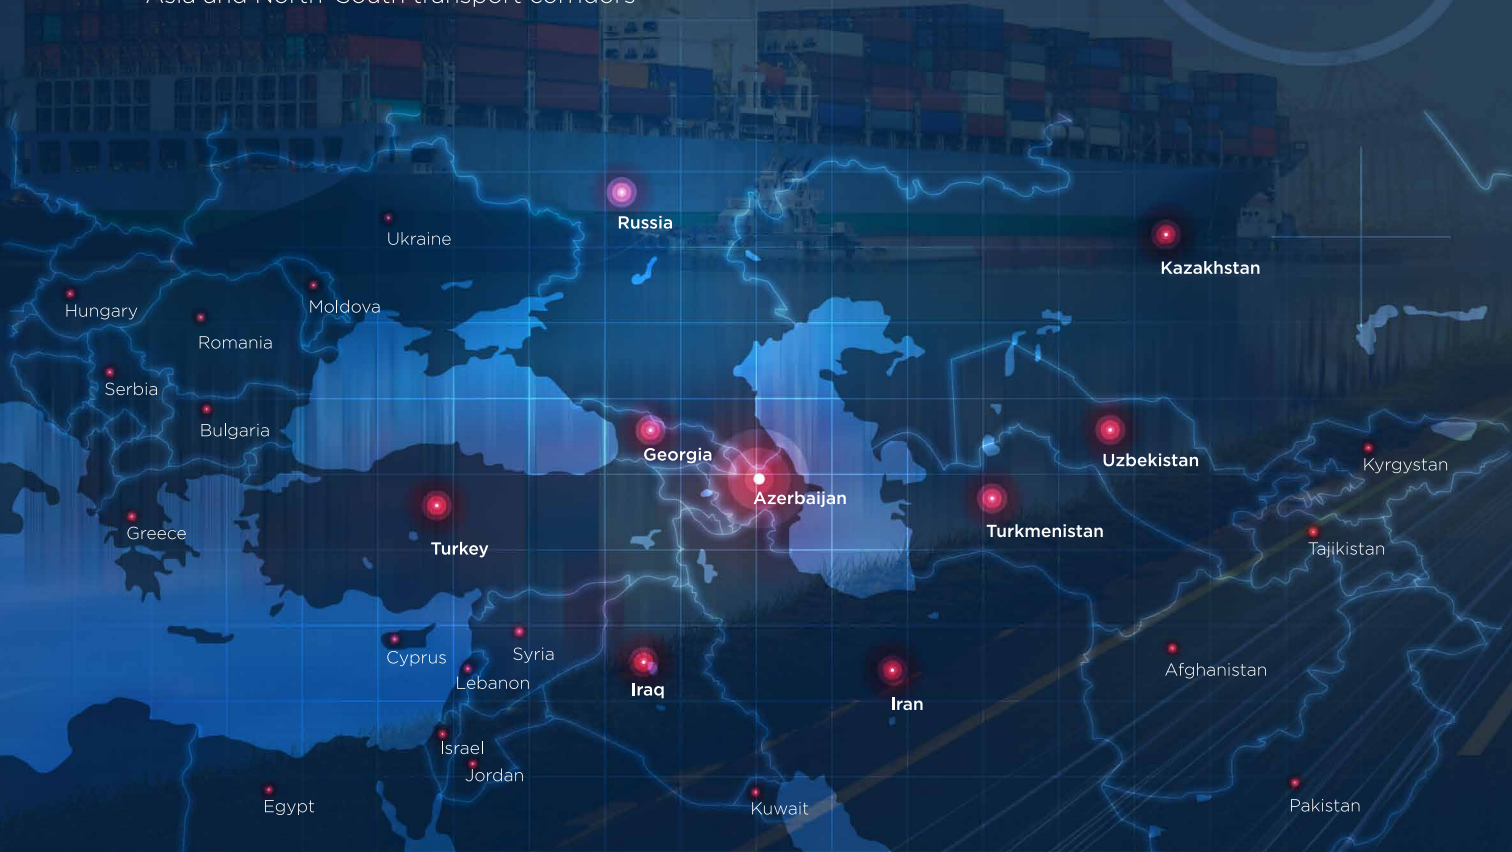 Asia and North-South transport corridors
Russia
Ukraine
Kazakhstan
Moldova
Hungary
Romania
Serbia
Bulgaria
Georgia
Uzbekistan
Kyrgystan
Azerbaijan
Turkmenistan
Greece
Turkey
Tajikistan
Cyprus
Syria
Lebanon
Iraq
Afghanistan
Iran
Israel
Jordan
Egypt
Kuwait
Pakistan